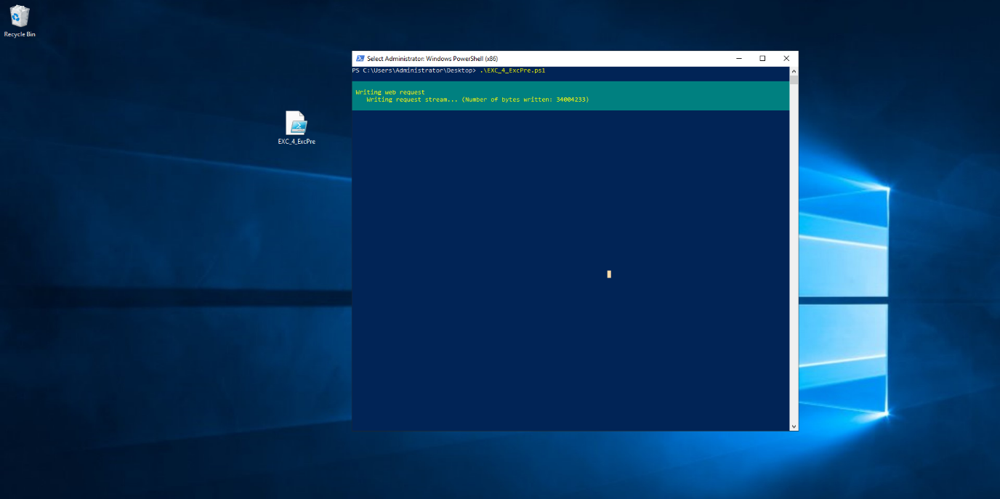 Recycle Bin
EXC_4_ExcPre
Select Administrator: Windows PowerShell (x86)
PS C:\Users\Administrator\Desktop> .\EXC_4_ExcPre.ps1
Writing web request
Writing request stream... (Number of bytes written: 34004233)